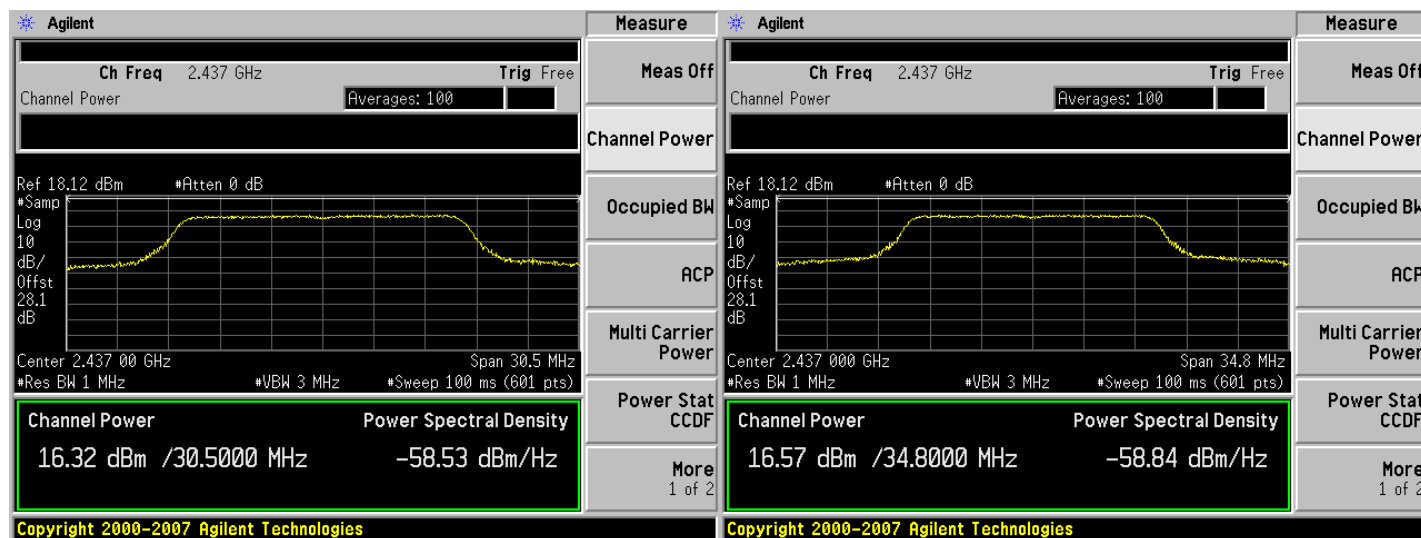 Agilent
Measure
Ch Freq 2.437 GHz Trig Free
Meas Off
Channel Power Averages: 100
Channel Power
Ref 18.12 dBm #Atten 0 dB
#Samp
Log
10
dB/
Offst
28.1
dB
Occupied BW
ACP
Multi Carrier
Power
Center 2.437 00 GHz Span 30.5 MHz
#Res BW 1 MHz #VBW 3 MHz #Sweep 100 ms (601 pts)
Power Stat
CCDF
Channel Power Power Spectral Density
16.32 dBm /30.5000 MHz -58.53 dBm/Hz
More
1 of 2
Copyright 2000-2007 Agilent Technologies
Agilent
Measure
Ch Freq 2.437 GHz Trig Free
Meas Off
Channel Power Averages: 100
Channel Power
Ref 18.12 dBm #Atten 0 dB
#Samp
Log
10
dB/
Offst
28.1
dB
Occupied BW
ACP
Multi Carrier
Power
Center 2.437 000 GHz Span 34.8 MHz
#Res BW 1 MHz #VBW 3 MHz #Sweep 100 ms (601 pts)
Power Stat
CCDF
Channel Power Power Spectral Density
16.57 dBm /34.8000 MHz -58.84 dBm/Hz
More
1 of 2
Copyright 2000-2007 Agilent Technologies